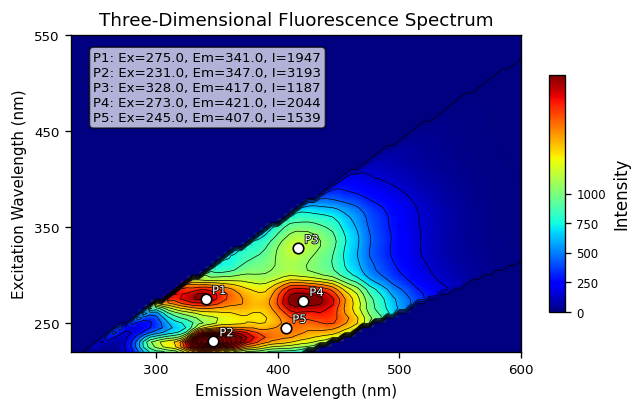 Three-Dimensional Fluorescence Spectrum
P1: Ex=275.0, Em=341.0, I=1947
P2: Ex=231.0, Em=347.0, I=3193
P3: Ex=328.0, Em=417.0, I=1187
P4: Ex=273.0, Em=421.0, I=2044
P5: Ex=245.0, Em=407.0, I=1539
550
450
350
250
Excitation Wavelength (nm)
P3
P1
P4
P5
P2
300
400
500
600
Emission Wavelength (nm)
1000
750
500
250
0
Intensity